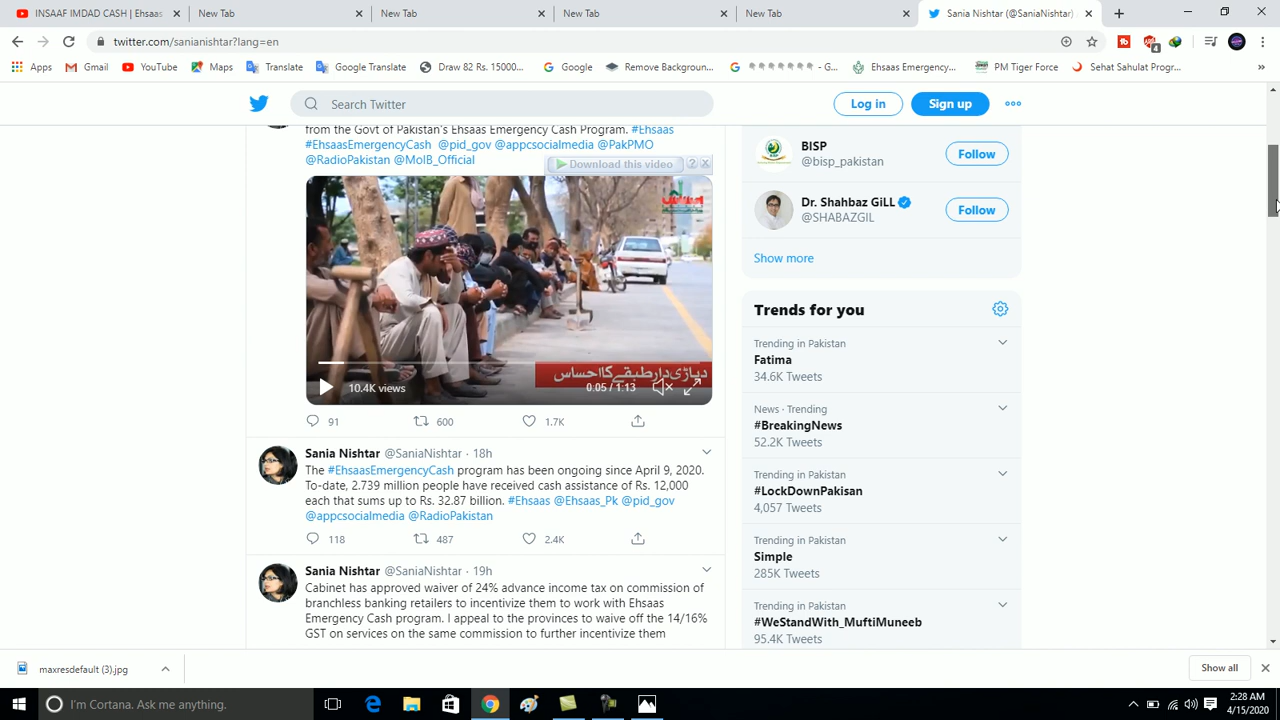 INSAAF IMDAD CASH | Ehsaas
New Tab
New Tab
New Tab
New Tab
Sania Nishtar (@SaniaNishtar)
twitter.com/sanianishtar?lang=en
4
Apps
Gmail
YouTube
Maps
Translate
Google Translate
Draw 82 Rs. 15000...
Google
Remove Backgroun...
- G...
Ehsaas Emergency...
PM Tiger Force
Sehat Sahulat Progr...
»
Search Twitter
Log in
Sign up
from the Govt of Pakistan's Ehsaas Emergency Cash Program. #Ehsaas
#EhsaasEmergencyCash @pid_gov @appcsocialmedia @PakPMO
@RadioPakistan @MoIB_Official
Download this video
?
دیہاڑی دار طبقے کا احساس
10.4K views
0:05 / 1:13
91
600
1.7K
Sania Nishtar @SaniaNishtar · 18h
The #EhsaasEmergencyCash program has been ongoing since April 9, 2020.
To-date, 2.739 million people have received cash assistance of Rs. 12,000
each that sums up to Rs. 32.87 billion. #Ehsaas @Ehsaas_Pk @pid_gov
@appcsocialmedia @RadioPakistan
118
487
2.4K
Sania Nishtar @SaniaNishtar · 19h
Cabinet has approved waiver of 24% advance income tax on commission of
branchless banking retailers to incentivize them to work with Ehsaas
Emergency Cash program. I appeal to the provinces to waive off the 14/16%
GST on services on the same commission to further incentivize them
BISP
@bisp_pakistan
Follow
Dr. Shahbaz GiLL
@SHABAZGIL
Follow
Show more
Trends for you
Trending in Pakistan
Fatima
34.6K Tweets
News · Trending
#BreakingNews
52.2K Tweets
Trending in Pakistan
#LockDownPakisan
4,057 Tweets
Trending in Pakistan
Simple
285K Tweets
Trending in Pakistan
#WeStandWith_MuftiMuneeb
95.4K Tweets
maxresdefault (3).jpg
Show all
I'm Cortana. Ask me anything.
2:28 AM
4/15/2020